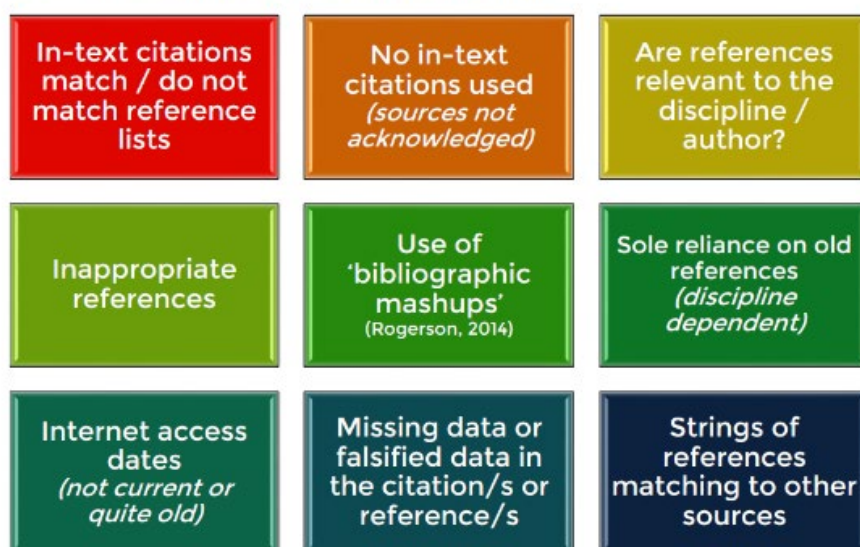 In-text citations
match / do not
match reference
lists
No in-text
citations used
(sources not
acknowledged)
Are references
relevant to the
discipline /
author?
Inappropriate
references
Use of
‘bibliographic
mashups’
(Rogerson, 2014)
Sole reliance on old
references
(discipline
dependent)
Internet access
dates
(not current or
quite old)
Missing data or
falsified data in
the citation/s or
reference/s
Strings of
references
matching to other
sources